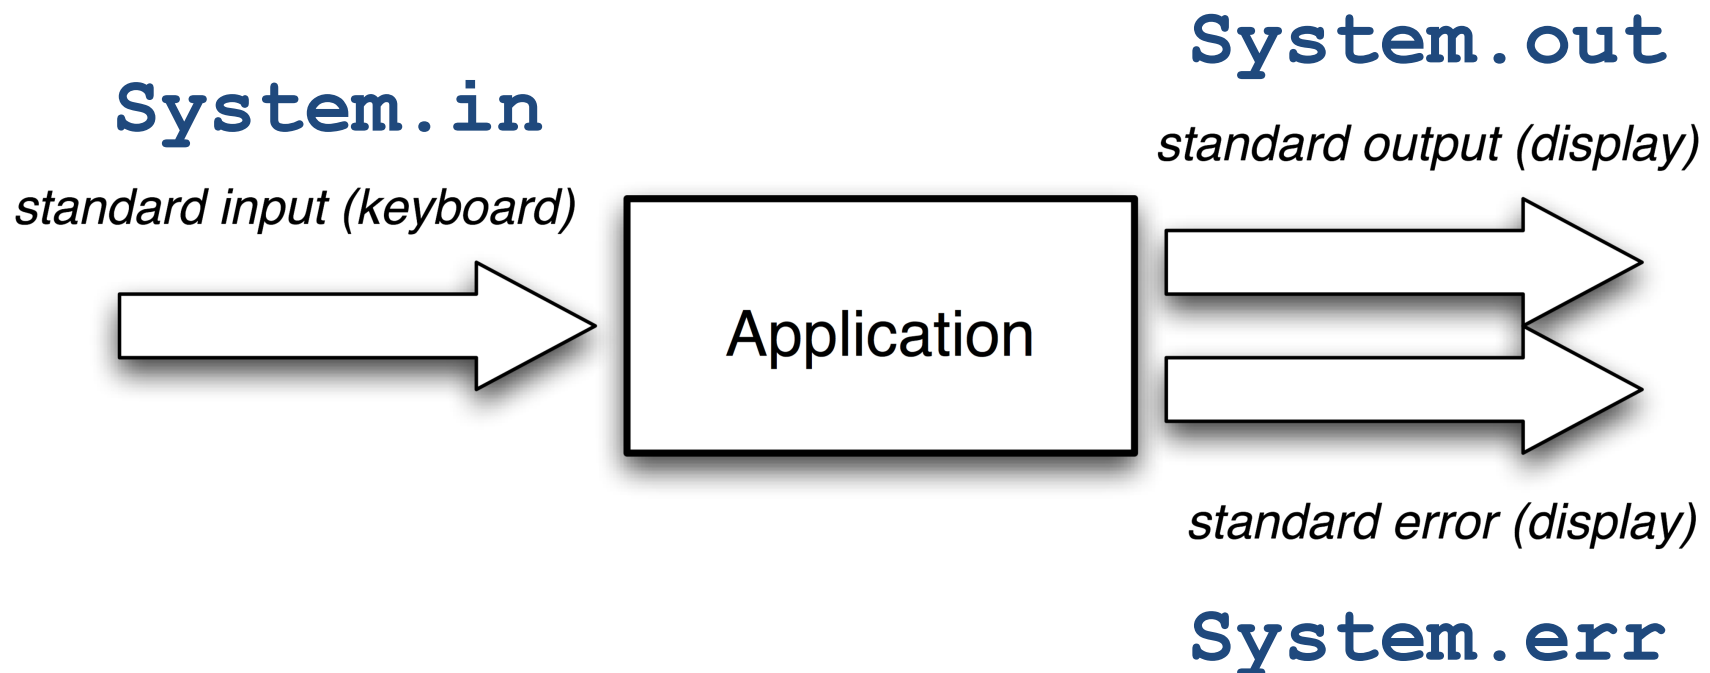 System.in
standard input (keyboard)
Application
System.out
standard output (display)
standard error (display)
System.err